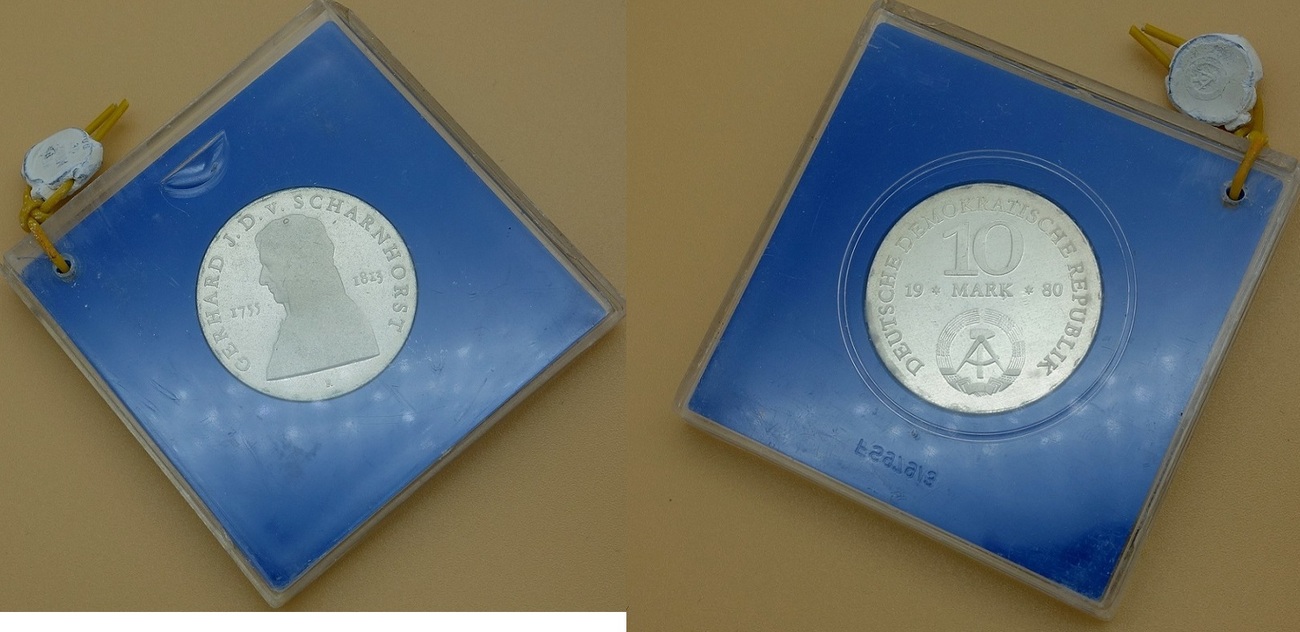 GERHARD J. D. V. SCHARNHORST
1755
1813
DEUTSCHE DEMOKRATISCHE REPUBLIK
10
19 * MARK * 80